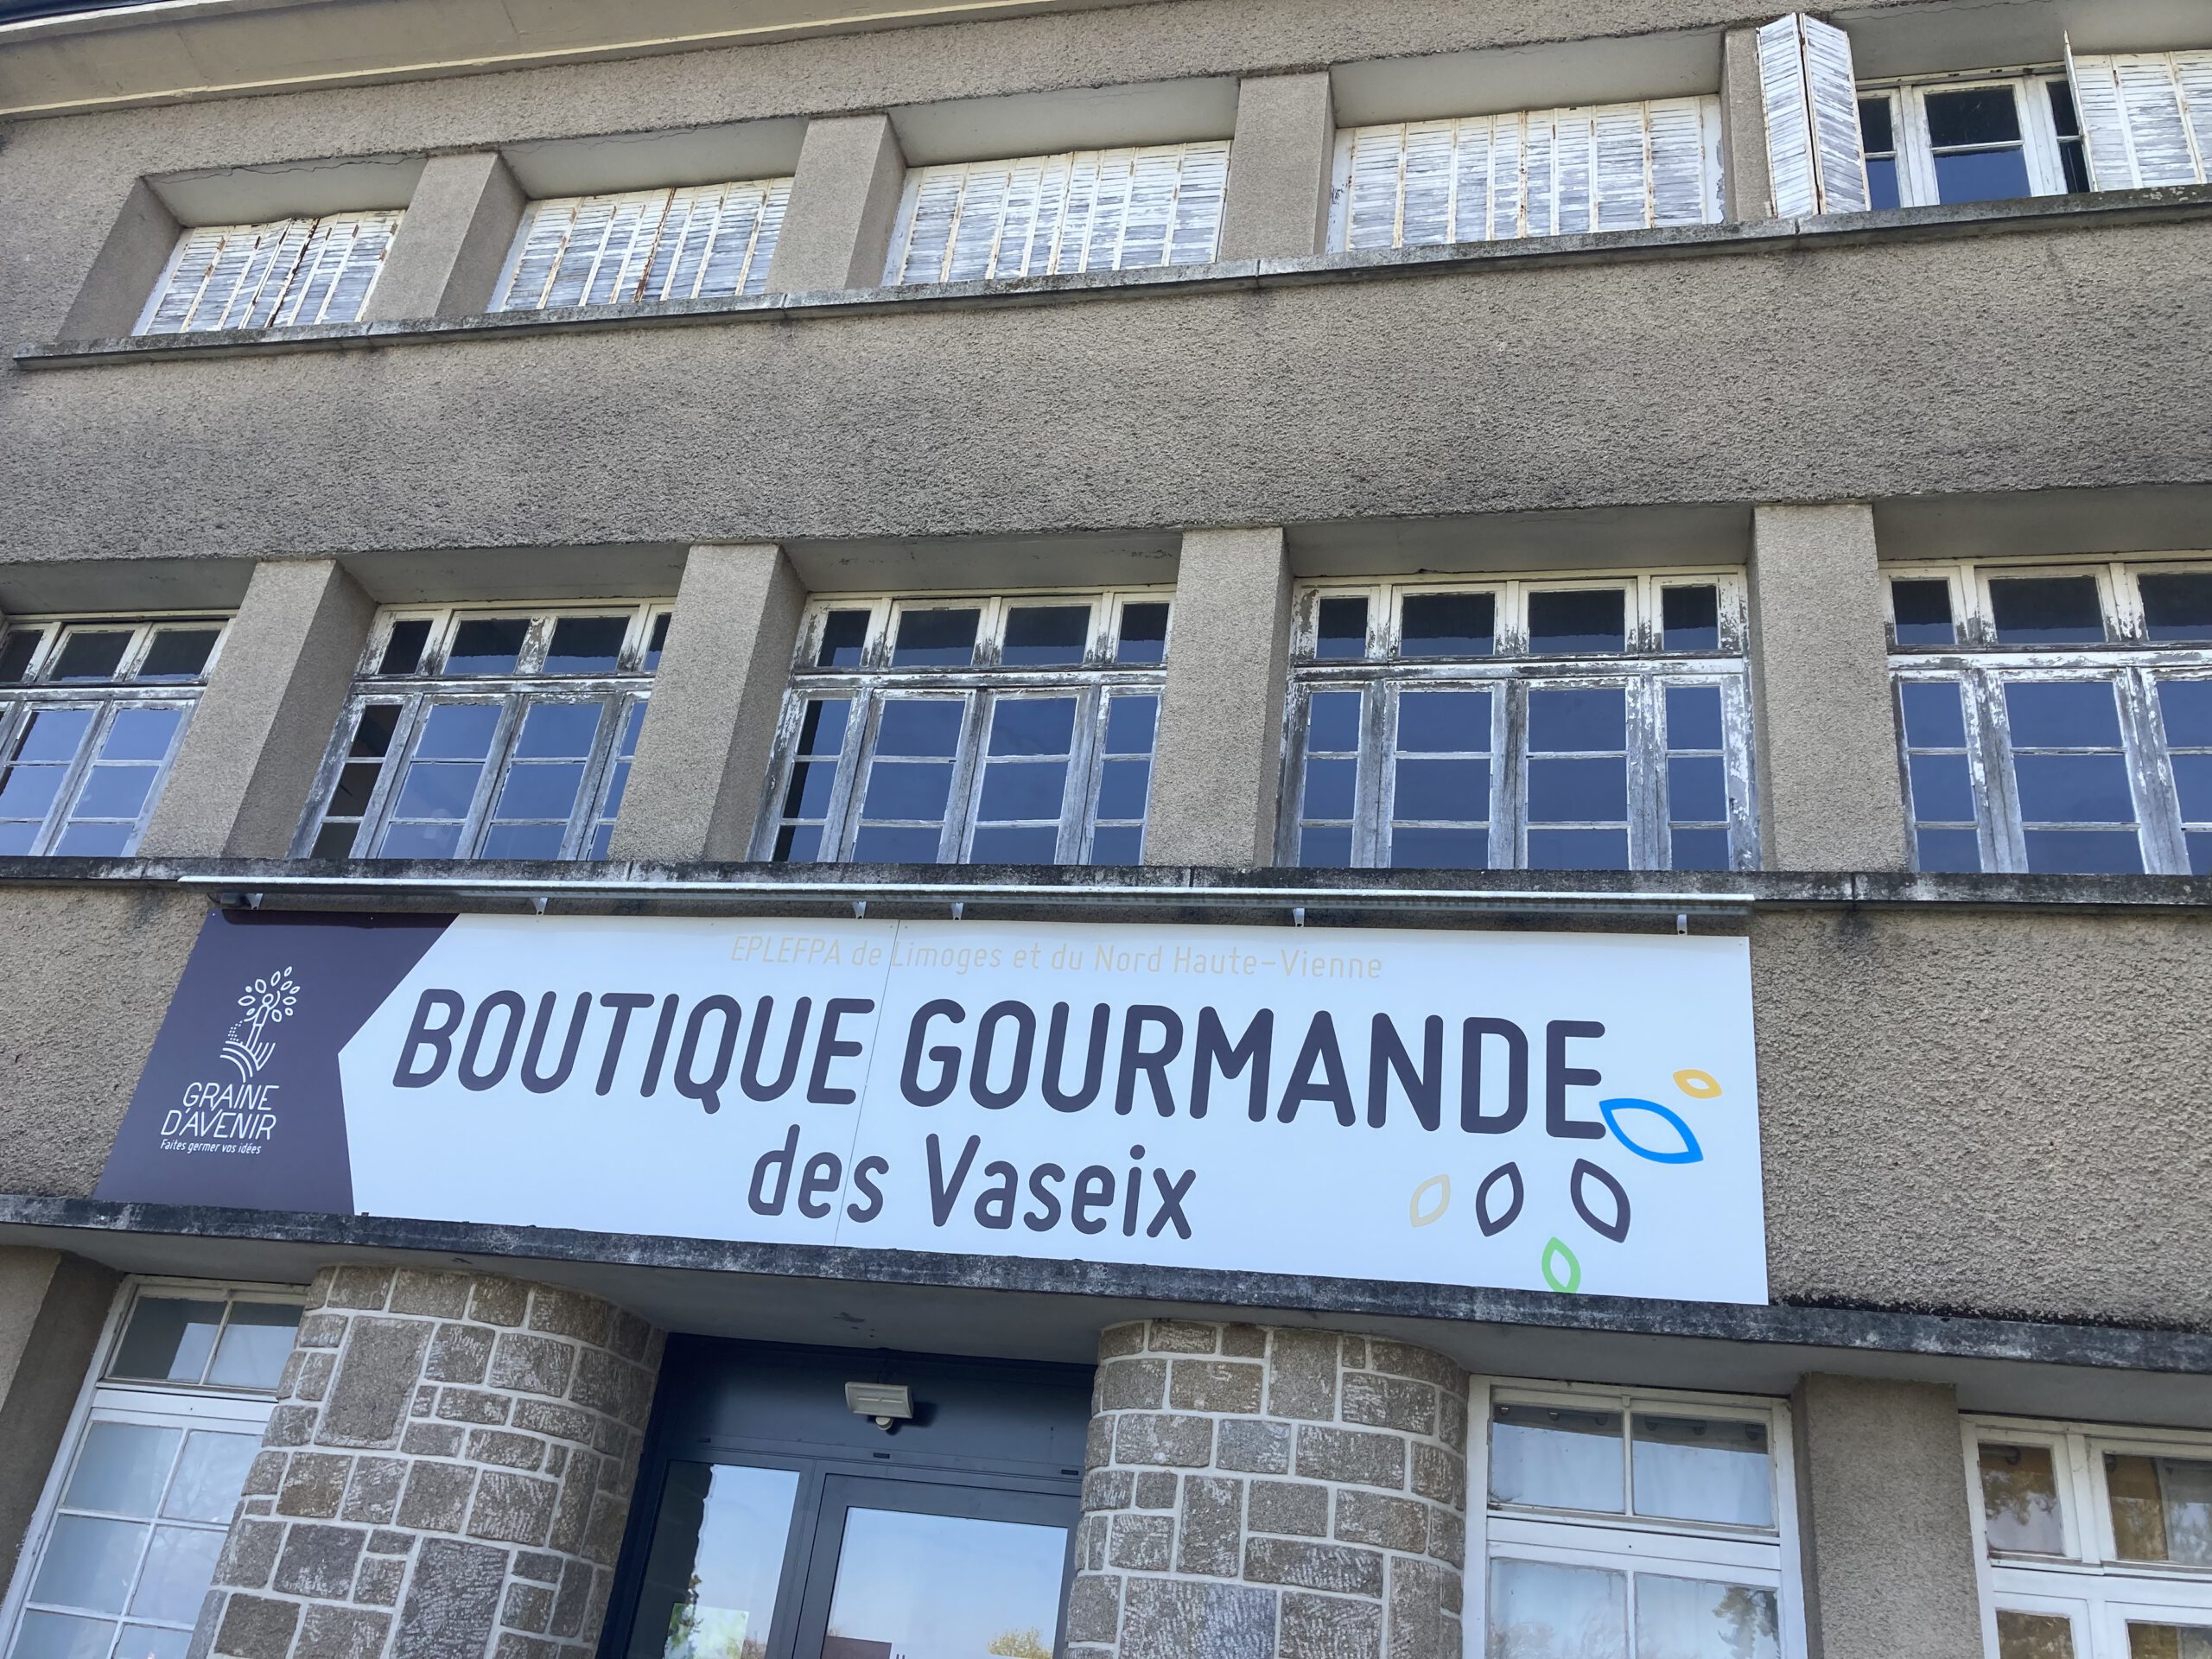 EPLEFPA de Limoges et du Nord Haute-Vienne
BOUTIQUE GOURMANDE
des Vaseix
GRAINE
D'AVENIR
Faites germer vos idées